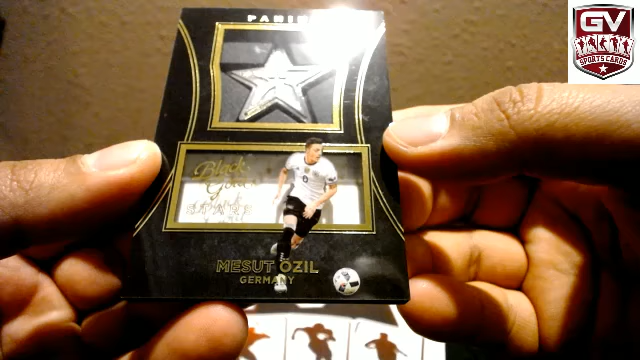 PANINI
GV
SPORTS CARDS
Black
Gold
MESUT ÖZIL
GERMANY